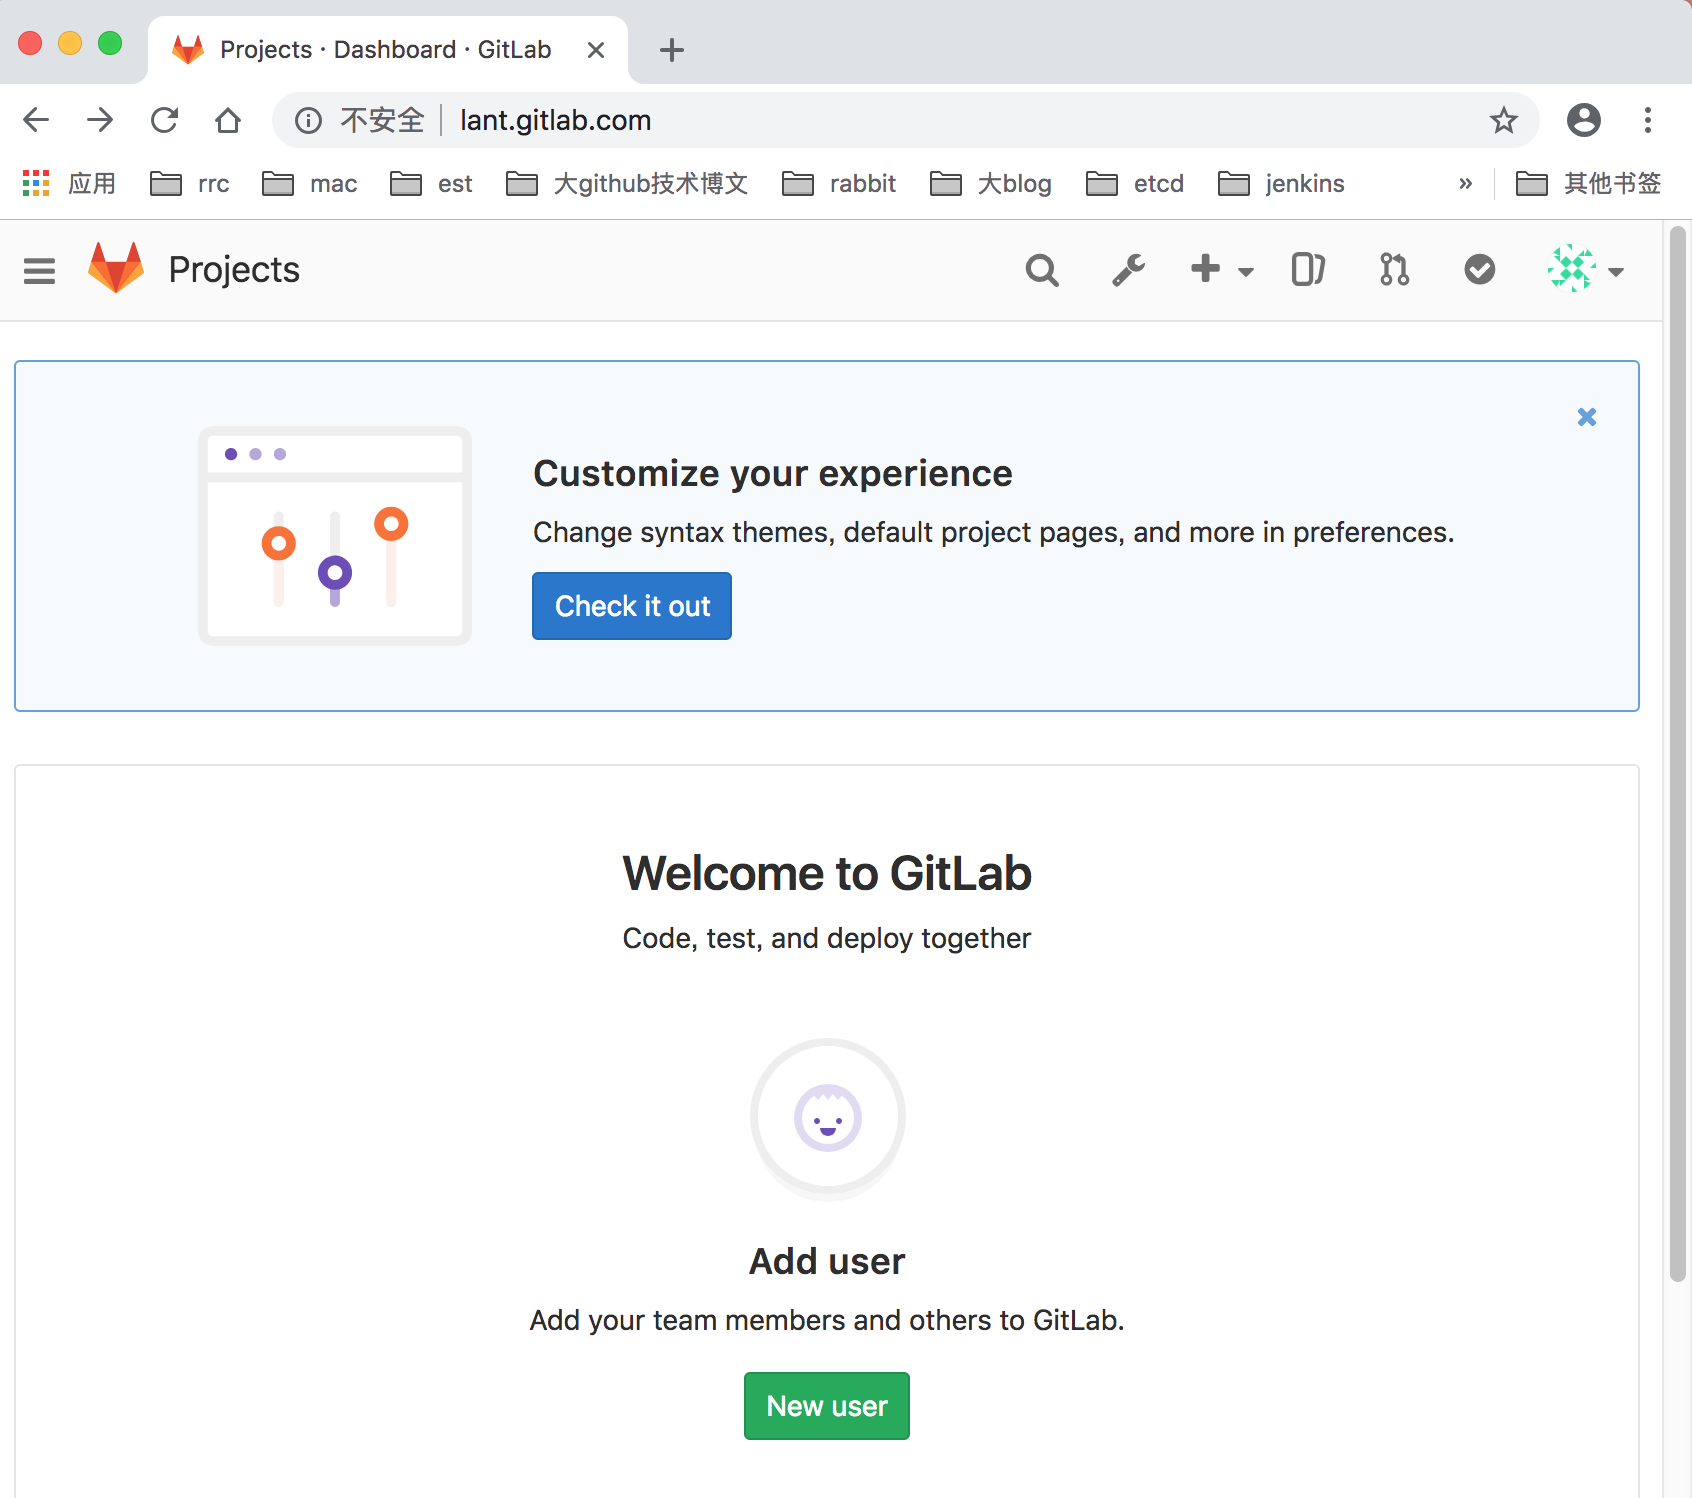 Projects · Dashboard · GitLab
不安全 lant.gitlab.com
应用 rrc mac est 大github技术博文 rabbit 大blog etcd jenkins » 其他书签
Projects
Customize your experience
Change syntax themes, default project pages, and more in preferences.
Check it out
Welcome to GitLab
Code, test, and deploy together
Add user
Add your team members and others to GitLab.
New user